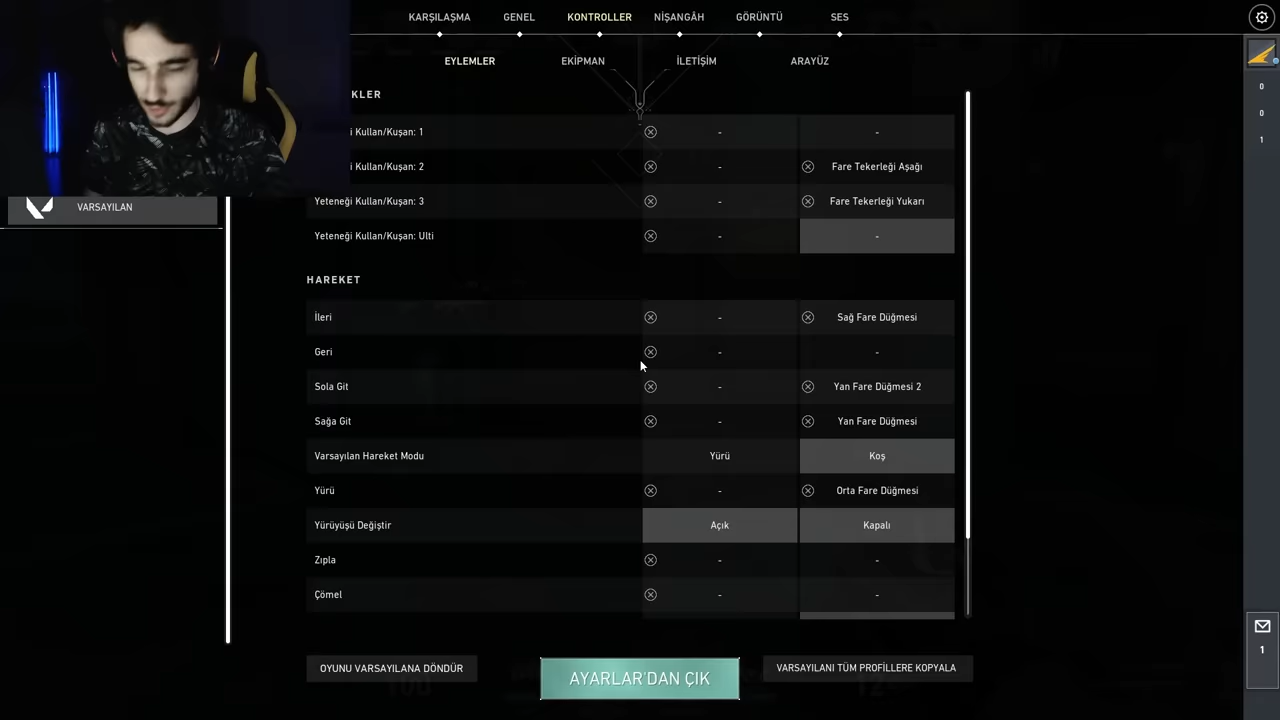 KARŞILAŞMA GENEL KONTROLLER NİŞANGÂH GÖRÜNTÜ SES
EYLEMLER EKİPMAN İLETİŞİM ARAYÜZ
KLER
i Kullan/Kuşan: 1 - -
i Kullan/Kuşan: 2 - Fare Tekerleği Aşağı
Yeteneği Kullan/Kuşan: 3 - Fare Tekerleği Yukarı
VARSAYILAN
Yeteneği Kullan/Kuşan: Ulti - -
HAREKET
İleri - Sağ Fare Düğmesi
Geri - -
Sola Git - Yan Fare Düğmesi 2
Sağa Git - Yan Fare Düğmesi
Varsayılan Hareket Modu Yürü Koş
Yürü - Orta Fare Düğmesi
Yürüyüşü Değiştir Açık Kapalı
Zıpla - -
Çömel - -
OYUNU VARSAYILANA DÖNDÜR
AYARLAR'DAN ÇIK
VARSAYILANI TÜM PROFİLLERE KOPYALA
0
0
1
1